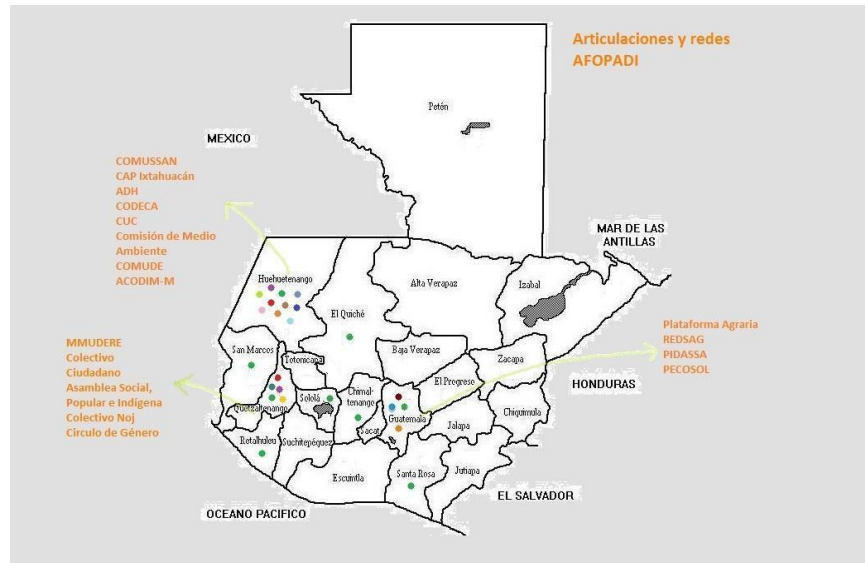 Articulaciones y redes
AFOPADI
Petén
MEXICO
COMUSSAN
CAP Ixtahuacán
ADH
CODECA
CUC
Comisión de Medio
Ambiente
COMUDE
ACODIM-M
MAR DE LAS
ANTILLAS
Huehuetenango
Alta Verapaz
Izabal
El Quiché
MMUDERE
Colectivo
Ciudadano
Asamblea Social,
Popular e Indígena
Colectivo Noj
Circulo de Género
San Marcos
Totonicapal
Baja Verapaz
Zacapa
Plataforma Agraria
REDSAG
PIDASSA
PECOSOL
El Progreso
HONDURAS
Quetzaltenango
Sololá
Chimal-
tenango
Guatemala
Chiquimula
Jalapa
Sacat
Retalhuleu
Suchitepéquez
Escuintla
Santa Rosa
Jutiapa
EL SALVADOR
OCEANO PACIFICO